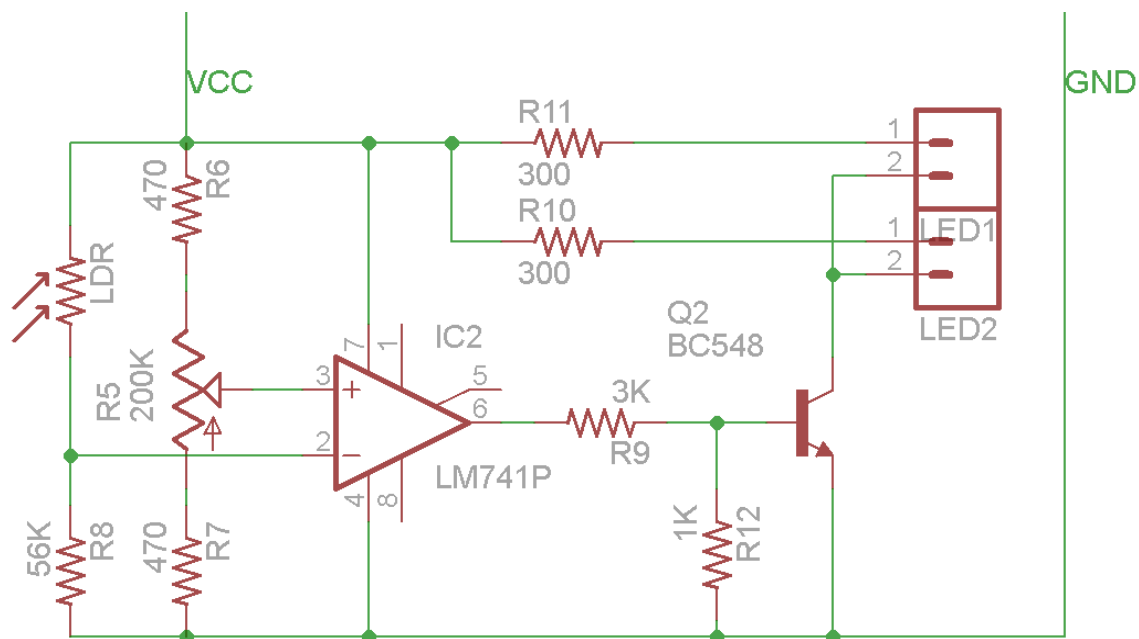 VCC
GND
R11
300
R10
300
1
2
LED1
1
2
LED2
470
R6
LDR
R5
200K
IC2
7
1
3
+
5
6
2
-
4
8
LM741P
Q2
BC548
3K
R9
56K
R8
470
R7
1K
R12